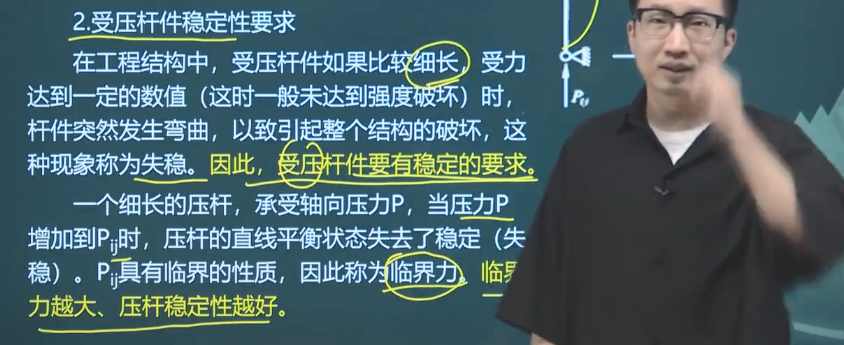 2.受压杆件稳定性要求
在工程结构中，受压杆件如果比较细长，受力
达到一定的数值（这时一般未达到强度破坏）时，
杆件突然发生弯曲，以致引起整个结构的破坏，这
种现象称为失稳。因此，受压杆件要有稳定的要求。
一个细长的压杆，承受轴向压力P，当压力P
增加到Pij时，压杆的直线平衡状态失去了稳定（失
稳）。Pij具有临界的性质，因此称为临界力。临界
力越大、压杆稳定性越好。
Pij